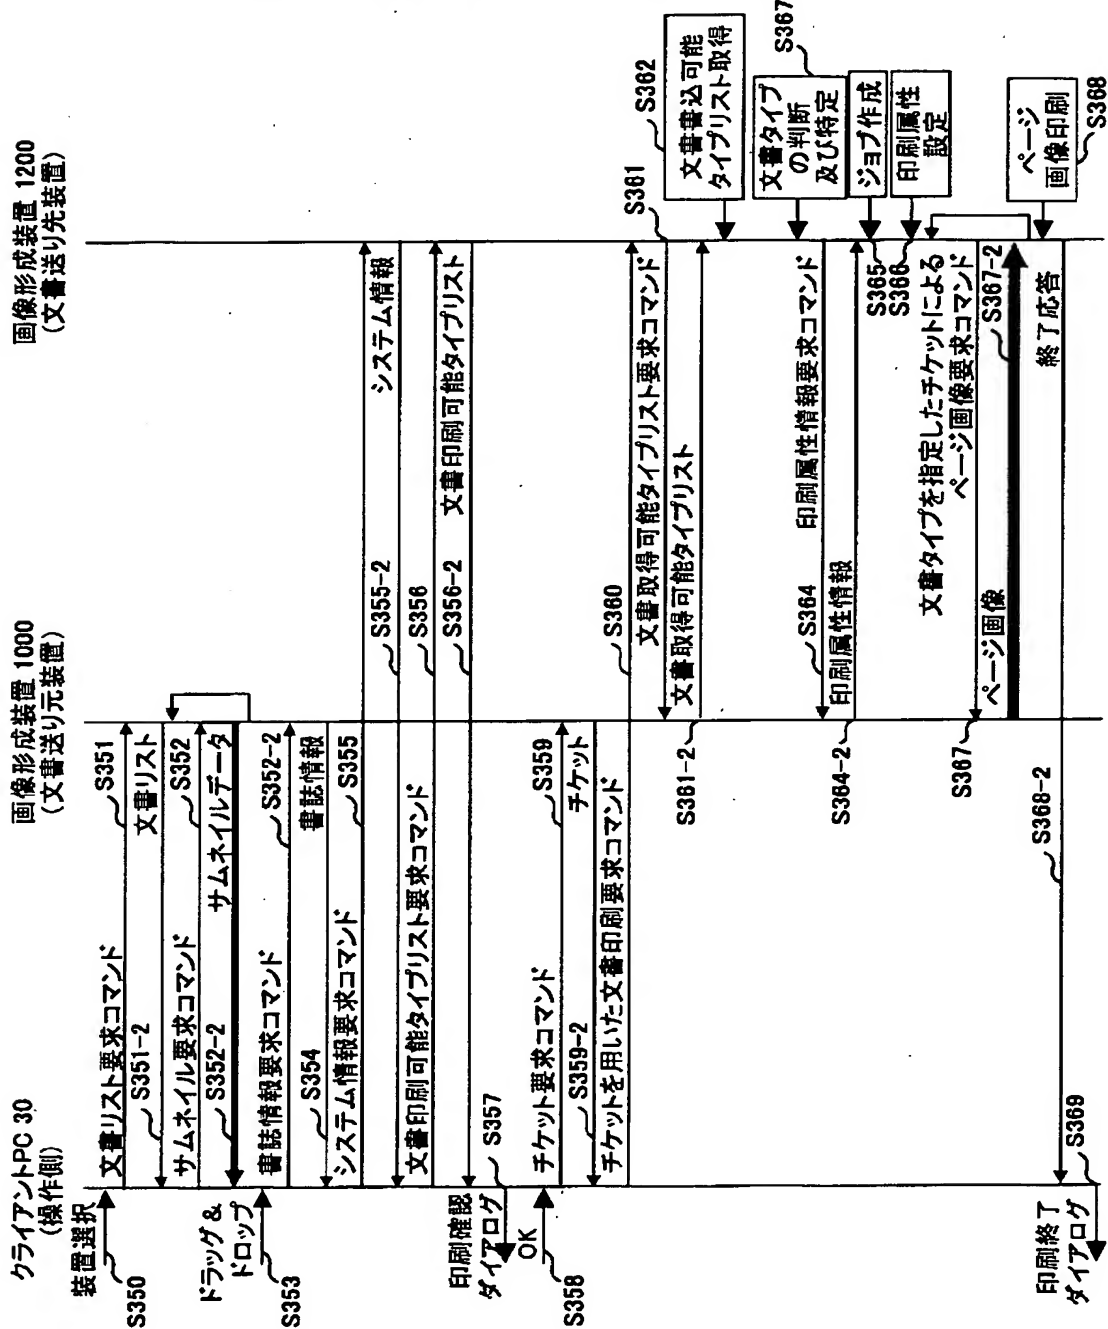 クライアントPC 30
(操作側)
画像形成装置 1000
(文書送り元装置)
画像形成装置 1200
(文書送り先装置)
装置選択
S350
文書リスト要求コマンド
S351
S351-2
文書リスト
サムネイル要求コマンド
S352
S352-2
サムネイルデータ
ドラッグ&
ドロップ
S353
書誌情報要求コマンド
S352-2
S354
書誌情報
システム情報要求コマンド
S355
S355-2
システム情報
文書印刷可能タイプリスト要求コマンド
S356
S356-2
文書印刷可能タイプリスト
印刷確認
ダイアログ
S357
OK
S358
チケット要求コマンド
S359
S359-2
チケット
チケットを用いた文書印刷要求コマンド
S360
文書取得可能タイプリスト要求コマンド
S361
文書取得可能タイプリスト
S361-2
文書書込可能
タイプリスト取得
S362
文書タイプ
の判断
及び特定
S367
S364
印刷属性情報要求コマンド
印刷属性情報
S364-2
ジョブ作成
S365
印刷属性
設定
S366
文書タイプを指定したチケットによる
ページ画像要求コマンド
S367
ページ画像
S367-2
ページ
画像印刷
S368
終了応答
S368-2
印刷終了
ダイアログ
S369